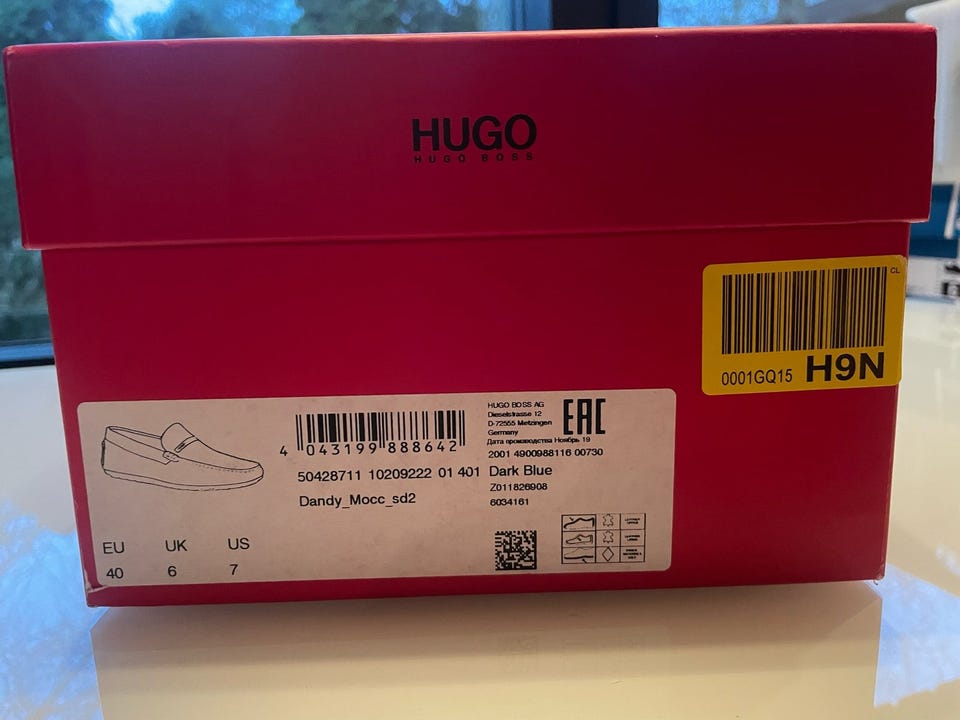 HUGO
HUGO BOSS
CL
0001GQ15 H9N
4 043199 888642
50428711 10209222 01 401 Dark Blue
Dandy_Mocc_sd2
HUGO BOSS AG
Dieselstrasse 12
D-72555 Metzingen
Germany
EAC
Дата производства Ноябрь 19
2001 4900988116 00730
Z011826908
6034161
EU UK US
40 6 7